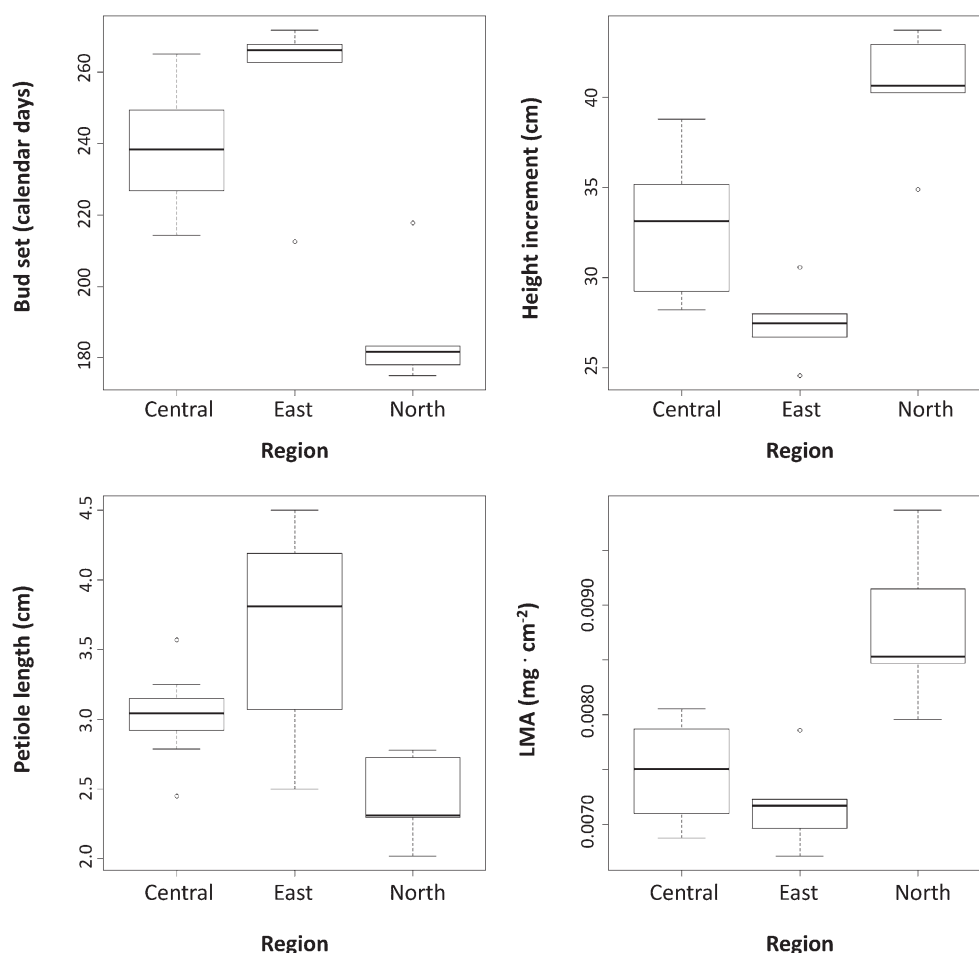 Bud set (calendar days)
260
240
220
200
180
Central East North
Region
Height increment (cm)
40
35
30
25
Central East North
Region
Petiole length (cm)
4.5
4.0
3.5
3.0
2.5
2.0
Central East North
Region
LMA (mg · cm-2)
0.0090
0.0080
0.0070
Central East North
Region